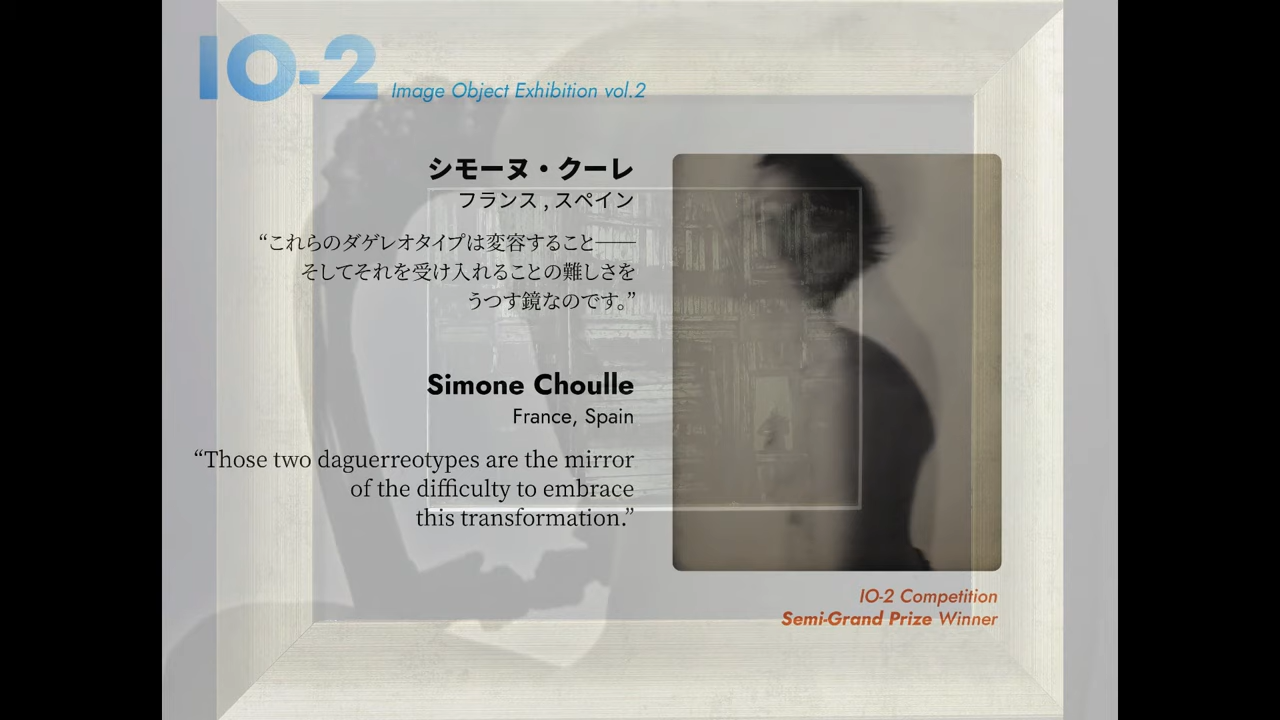 IO-2
Image Object Exhibition vol.2
シモーヌ・クーレ
フランス , スペイン
“これらのダゲレオタイプは変容すること──
そしてそれを受け入れることの難しさを
うつす鏡なのです。”
Simone Choulle
France, Spain
“Those two daguerreotypes are the mirror
of the difficulty to embrace
this transformation.”
IO-2 Competition
Semi-Grand Prize Winner